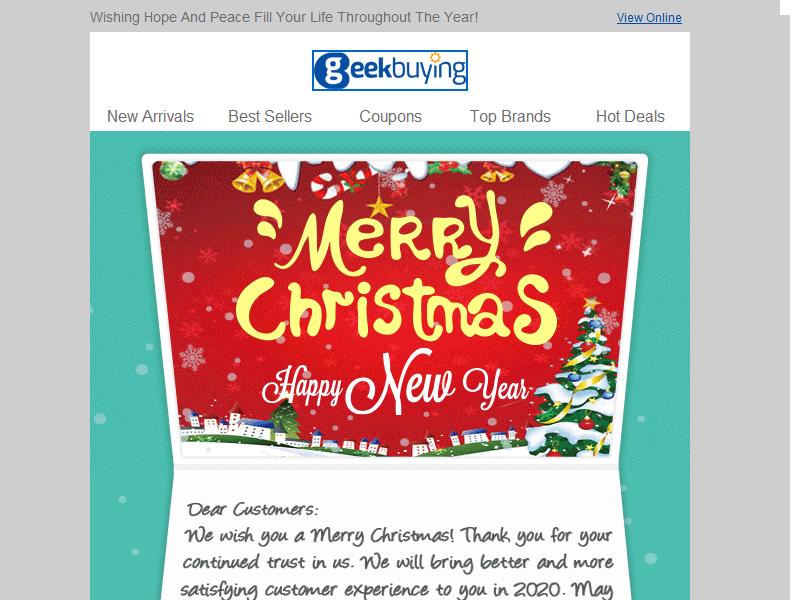 Wishing Hope And Peace Fill Your Life Throughout The Year!
View Online
geekbuying
New Arrivals Best Sellers Coupons Top Brands Hot Deals
Merry
Christmas
Happy New Year
Dear Customers:
We wish you a Merry Christmas! Thank you for your
continued trust in us. We will bring better and more
satisfying customer experience to you in 2020. May